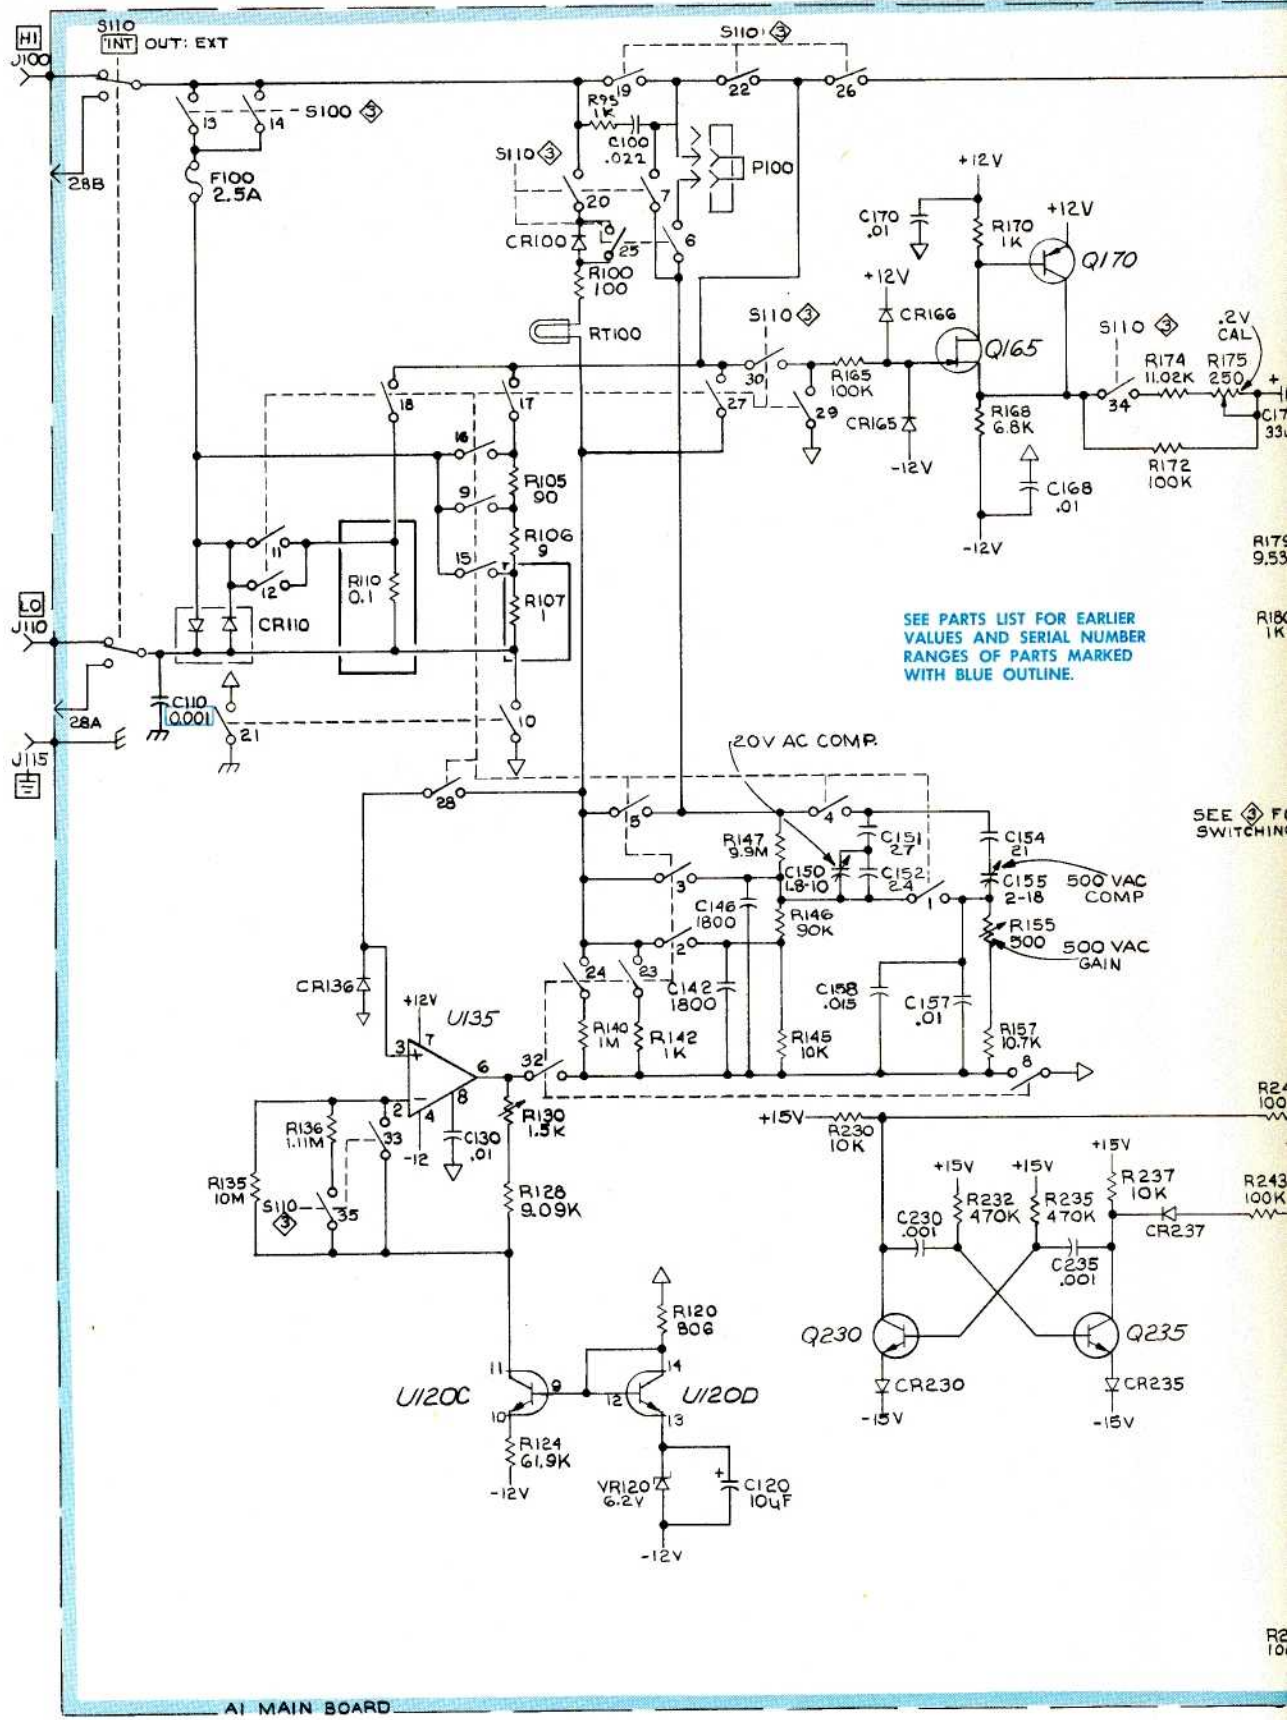 S110
HI
"INT" OUT: EXT
J100
S110 3
19
22
26
13
14
S100 3
R95
1K
C100
.022
28B
F100
2.5A
S110 3
20
7
P100
+12V
C170
.01
R170
1K
+12V
Q170
CR100
25
6
R100
100
+12V
CR166
RT100
S110 3
Q165
S110 3
.2V
CAL
30
R165
100K
R174
11.02K
R175
250
+
18
17
27
29
CR165
R168
6.8K
34
-12V
R172
100K
16
9
15
R105
90
R106
9
C168
.01
-12V
11
12
R110
0.1
R107
1
LO
J110
CR110
SEE PARTS LIST FOR EARLIER
VALUES AND SERIAL NUMBER
RANGES OF PARTS MARKED
WITH BLUE OUTLINE.
28A
C110
0.001
21
10
J115
20V AC COMP.
28
5
4
R147
9.9M
C151
27
C154
21
C150
1.8-10
C152
24
C155
2-18
500 VAC
COMP
3
1
C146
1800
R146
90K
R155
500
500 VAC
GAIN
2
24
23
C142
1800
C158
.015
C157
.01
CR136
+12V
U135
7
3
+
6
32
R140
1M
R142
1K
R145
10K
R157
10.7K
8
2
-
4
8
-12
R130
1.5K
C130
.01
R136
1.11M
33
+15V
R230
10K
R135
10M
S110
3
35
R128
9.09K
+15V
+15V
+15V
R237
10K
R243
100K
C230
.001
R232
470K
R235
470K
C235
.001
CR237
R120
806
Q230
Q235
11
U120C
10
9
12
14
U120D
13
CR230
CR235
-15V
-15V
R124
61.9K
-12V
VR120
6.2V
+
C120
10uF
-12V
A1 MAIN BOARD